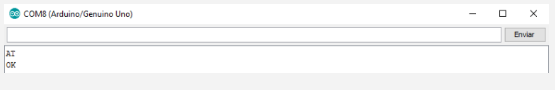 COM8 (Arduino/Genuino Uno)
Enviar
AT
OK